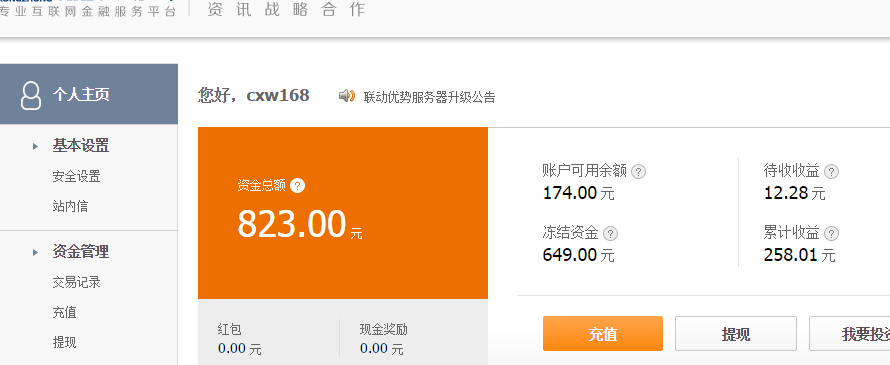 专业互联网金融服务平台
资讯战略合作
个人主页
您好，cxw168
联动优势服务器升级公告
基本设置
安全设置
站内信
资金管理
交易记录
充值
提现
资金总额 ?
823.00 元
红包
0.00 元
现金奖励
0.00 元
账户可用余额 ?
174.00 元
待收收益 ?
12.28 元
冻结资金 ?
649.00 元
累计收益 ?
258.01 元
充值
提现
我要投资